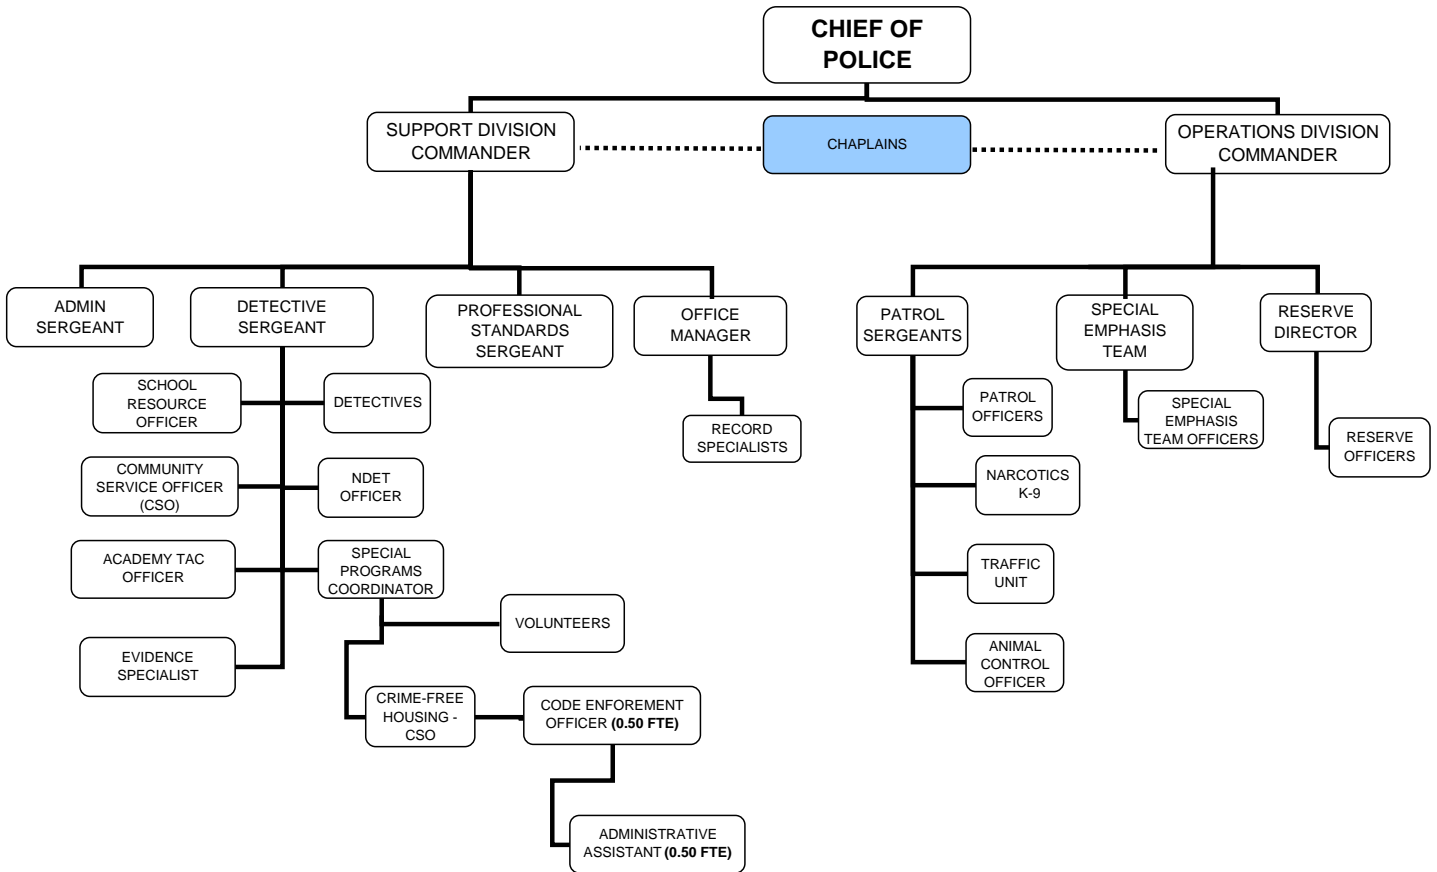 CHIEF OF
POLICE
SUPPORT DIVISION
COMMANDER
CHAPLAINS
OPERATIONS DIVISION
COMMANDER
ADMIN
SERGEANT
DETECTIVE
SERGEANT
PROFESSIONAL
STANDARDS
SERGEANT
OFFICE
MANAGER
PATROL
SERGEANTS
SPECIAL
EMPHASIS
TEAM
RESERVE
DIRECTOR
SCHOOL
RESOURCE
OFFICER
DETECTIVES
RECORD
SPECIALISTS
PATROL
OFFICERS
SPECIAL
EMPHASIS
TEAM OFFICERS
RESERVE
OFFICERS
COMMUNITY
SERVICE OFFICER
(CSO)
NDET
OFFICER
NARCOTICS
K-9
ACADEMY TAC
OFFICER
SPECIAL
PROGRAMS
COORDINATOR
TRAFFIC
UNIT
VOLUNTEERS
EVIDENCE
SPECIALIST
ANIMAL
CONTROL
OFFICER
CRIME-FREE
HOUSING -
CSO
CODE ENFOREMENT
OFFICER (0.50 FTE)
ADMINISTRATIVE
ASSISTANT (0.50 FTE)